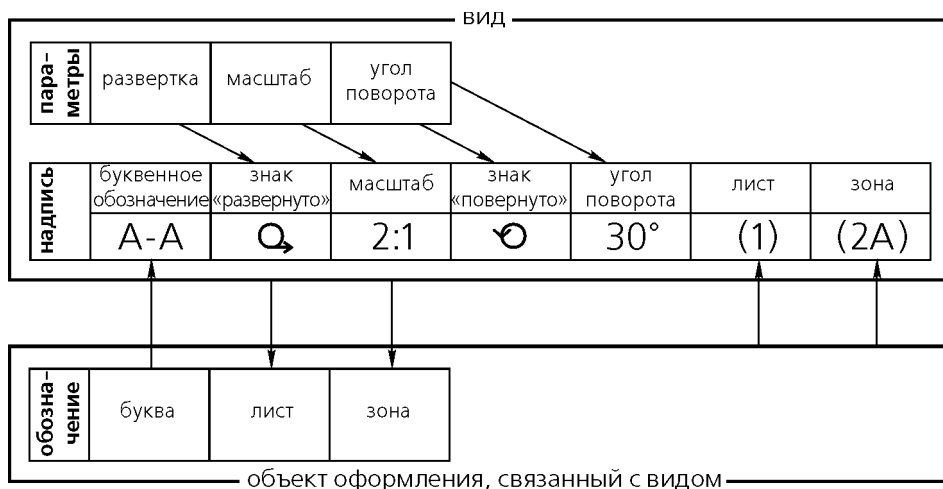 вид
пара-
метры
развертка
масштаб
угол
поворота
надпись
буквенное
обозначение
знак
«развернуто»
масштаб
знак
«повернуто»
угол
поворота
лист
зона
А-А
2:1
30°
(1)
(2А)
обозна-
чение
буква
лист
зона
объект оформления, связанный с видом